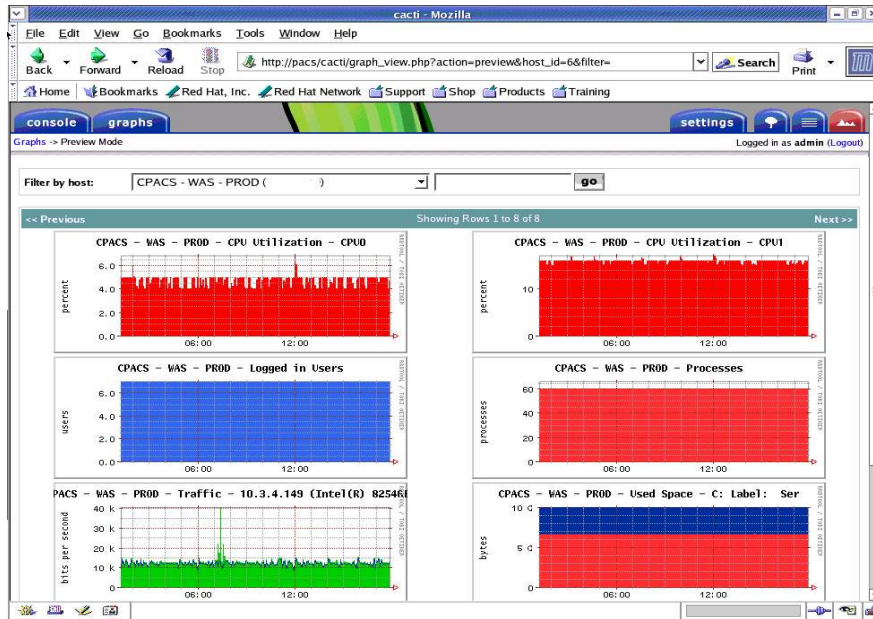 cacti - Mozilla
File Edit View Go Bookmarks Tools Window Help
Back Forward Reload Stop http://pacs/cacti/graph_view.php?action=preview&host_id=6&filter= Search Print
Home Bookmarks Red Hat, Inc. Red Hat Network Support Shop Products Training
console graphs settings
Graphs -> Preview Mode Logged in as admin (Logout)
Filter by host: CPACS - WAS - PROD ( ) go
<< Previous Showing Rows 1 to 8 of 8 Next >>
CPACS - WAS - PROD - CPU Utilization - CPU0
percent
6.0
4.0
2.0
0.0
06:00 12:00
CPACS - WAS - PROD - CPU Utilization - CPU1
percent
10
0
06:00 12:00
CPACS - WAS - PROD - Logged in Users
users
6.0
4.0
2.0
0.0
06:00 12:00
CPACS - WAS - PROD - Processes
processes
60
40
20
0
06:00 12:00
PACS - WAS - PROD - Traffic - 10.3.4.149 (Intel(R) 82546
bits per second
40 k
30 k
20 k
10 k
0
06:00 12:00
CPACS - WAS - PROD - Used Space - C: Label: Ser
bytes
10 G
5 G
0
06:00 12:00